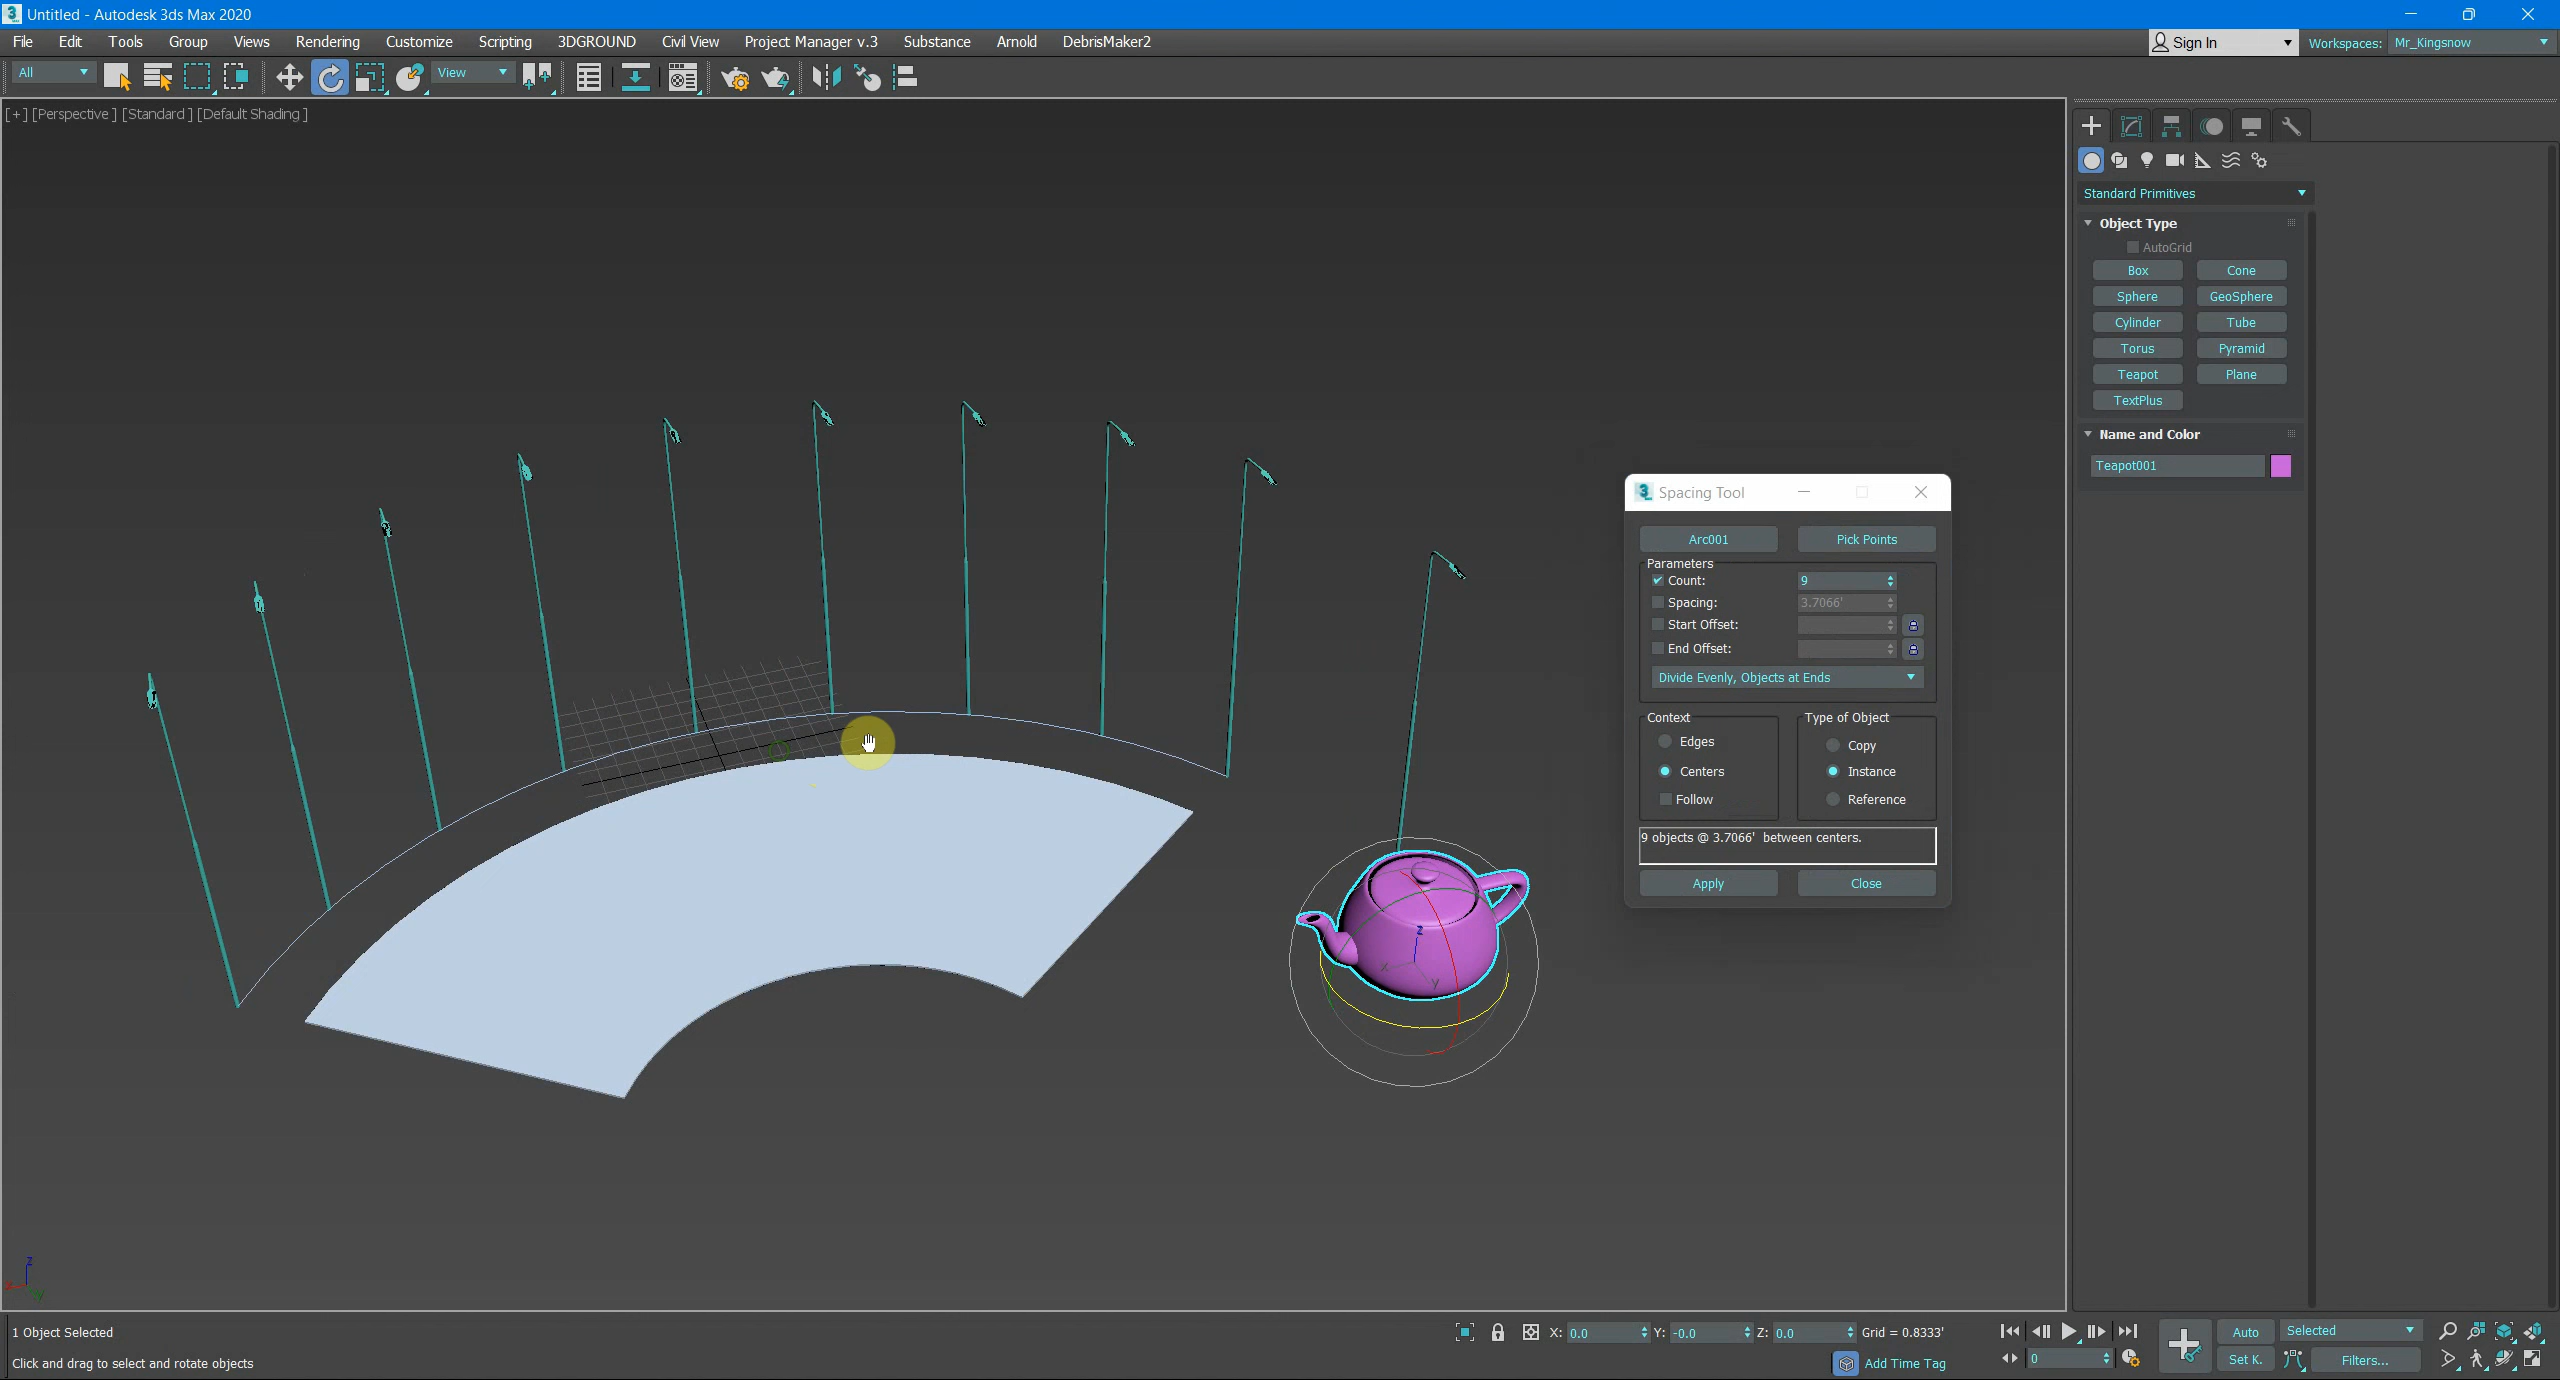 Untitled - Autodesk 3ds Max 2020
File Edit Tools Group Views Rendering Customize Scripting 3DGROUND Civil View Project Manager v.3 Substance Arnold DebrisMaker2
Sign In Workspaces: Mr_Kingsnow
All View
[+] [Perspective] [Standard] [Default Shading]
Standard Primitives
Object Type
AutoGrid
Box Cone
Sphere GeoSphere
Cylinder Tube
Torus Pyramid
Teapot Plane
TextPlus
Name and Color
Teapot001
Spacing Tool
Arc001 Pick Points
Parameters
Count: 9
Spacing: 3.7066'
Start Offset:
End Offset:
Divide Evenly, Objects at Ends
Context Type of Object
Edges Copy
Centers Instance
Follow Reference
9 objects @ 3.7066' between centers.
Apply Close
z
x
y
z
x
y
1 Object Selected
X: 0.0 Y: -0.0 Z: 0.0 Grid = 0.8333'
Auto Selected
Click and drag to select and rotate objects
Add Time Tag
0
Set K. Filters...